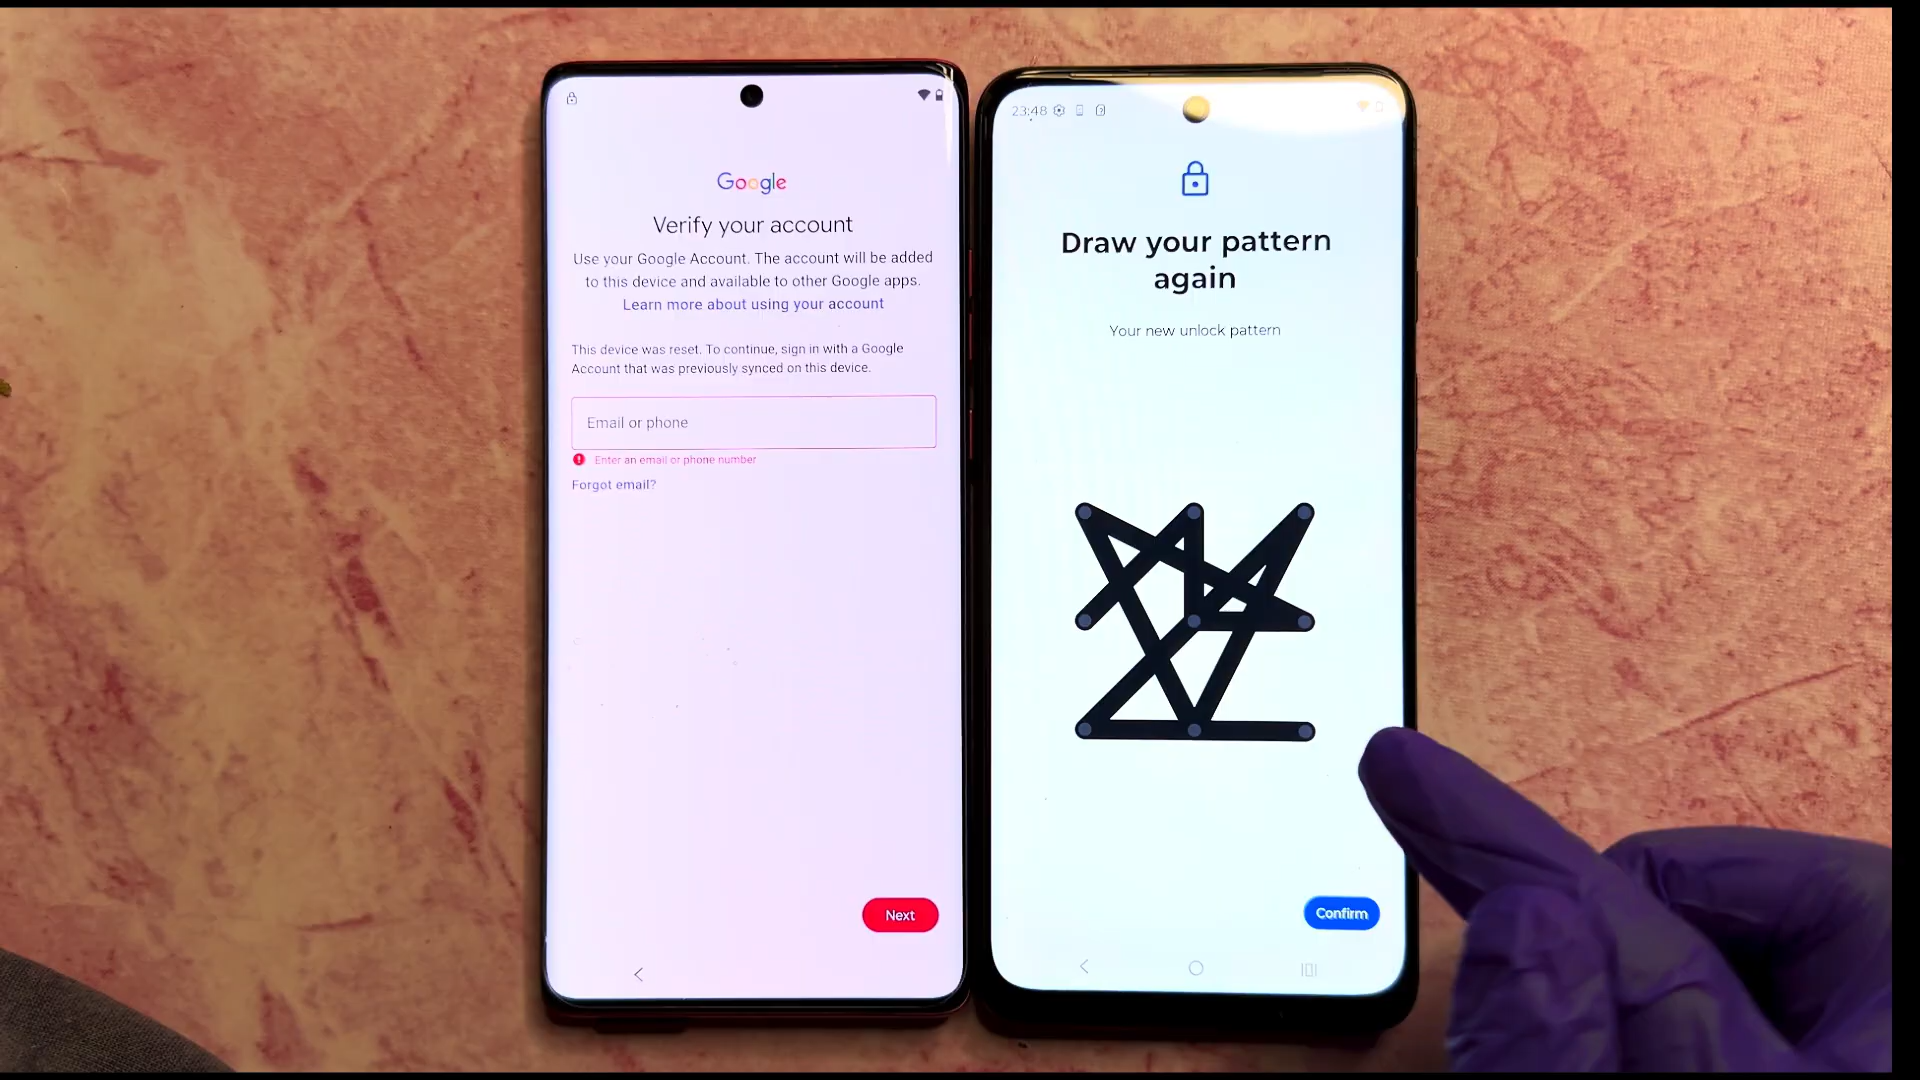 Google
Verify your account
Use your Google Account. The account will be added
to this device and available to other Google apps.
Learn more about using your account
This device was reset. To continue, sign in with a Google
Account that was previously synced on this device.
Email or phone
Enter an email or phone number
Forgot email?
Next
23:48
Draw your pattern
again
Your new unlock pattern
Confirm